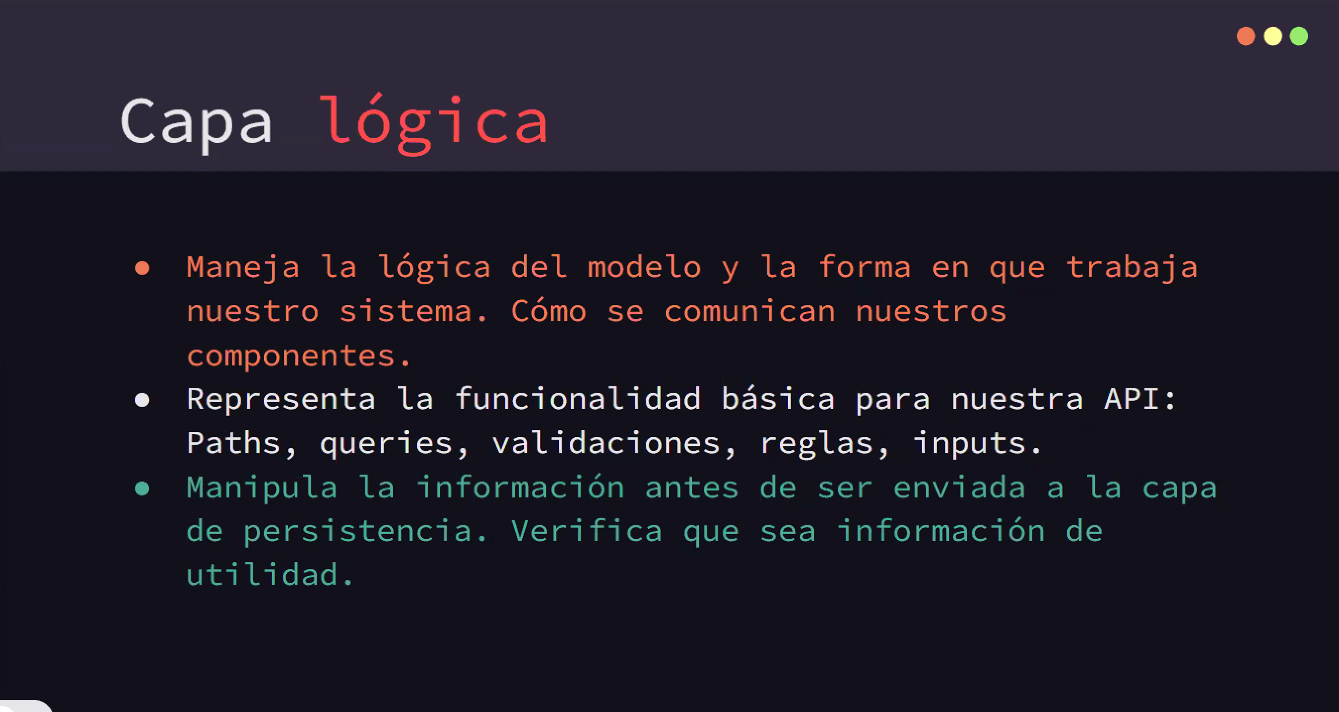 Capa lógica
● Maneja la lógica del modelo y la forma en que trabaja
nuestro sistema. Cómo se comunican nuestros
componentes.
● Representa la funcionalidad básica para nuestra API:
Paths, queries, validaciones, reglas, inputs.
● Manipula la información antes de ser enviada a la capa
de persistencia. Verifica que sea información de
utilidad.